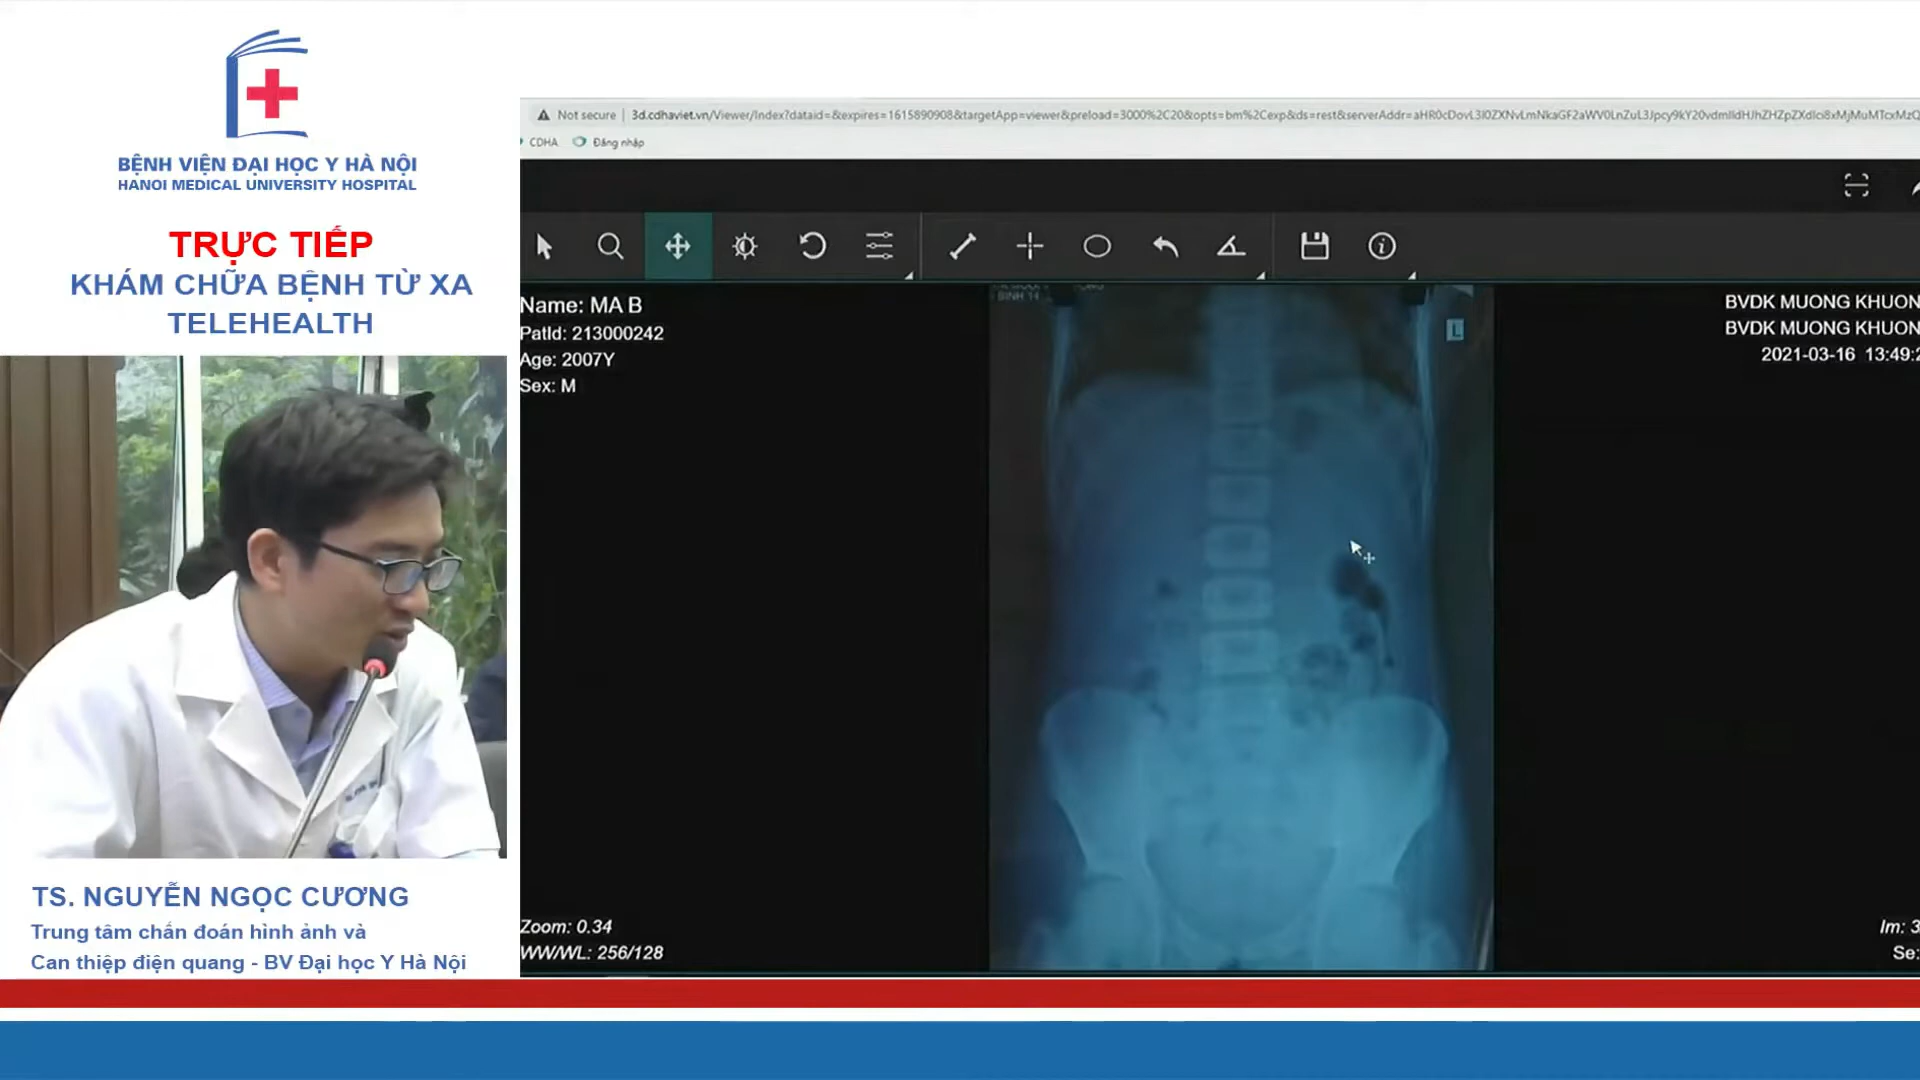 BỆNH VIỆN ĐẠI HỌC Y HÀ NỘI
HANOI MEDICAL UNIVERSITY HOSPITAL
TRỰC TIẾP
KHÁM CHỮA BỆNH TỪ XA
TELEHEALTH
Not secure
CDHA
Đăng nhập
Name: MA B
PatId: 213000242
Age: 2007Y
Sex: M
BVDK MUONG KHUON
BVDK MUONG KHUON
2021-03-16 13:49:2
L
Zoom: 0.34
WW/WL: 256/128
Im: 3
Se:
TS. NGUYỄN NGỌC CƯƠNG
Trung tâm chẩn đoán hình ảnh và
Can thiệp điện quang - BV Đại học Y Hà Nội